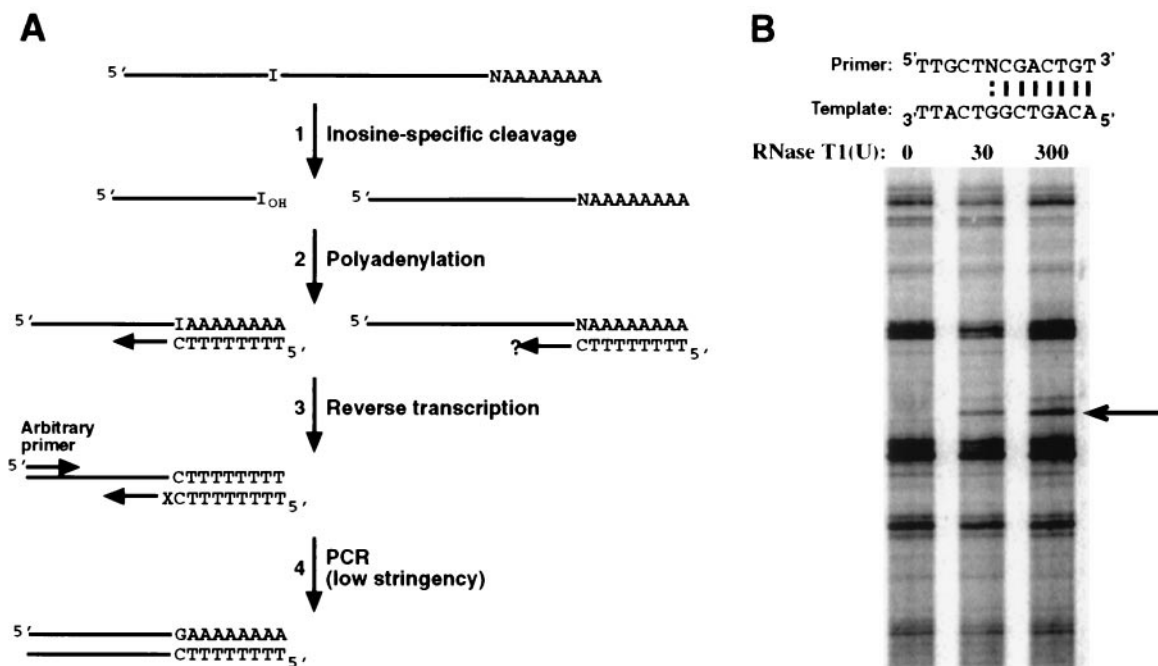 A
5′ I NAAAAAAAA
1 Inosine-specific cleavage
5′ IOH 5′ NAAAAAAAA
2 Polyadenylation
5′ IAAAAAAAA 5′ NAAAAAAAA
CTTTTTTTT5′ ? CTTTTTTTT5′
3 Reverse transcription
Arbitrary
primer
5′
CTTTTTTTT
XCTTTTTTTT5′
4 PCR
(low stringency)
5′ GAAAAAAAA
CTTTTTTTT5′
B
Primer: 5'TTGCTNCGACTGT3'
Template: 3'TTACTGGCTGACA5'
RNase T1(U): 0 30 300